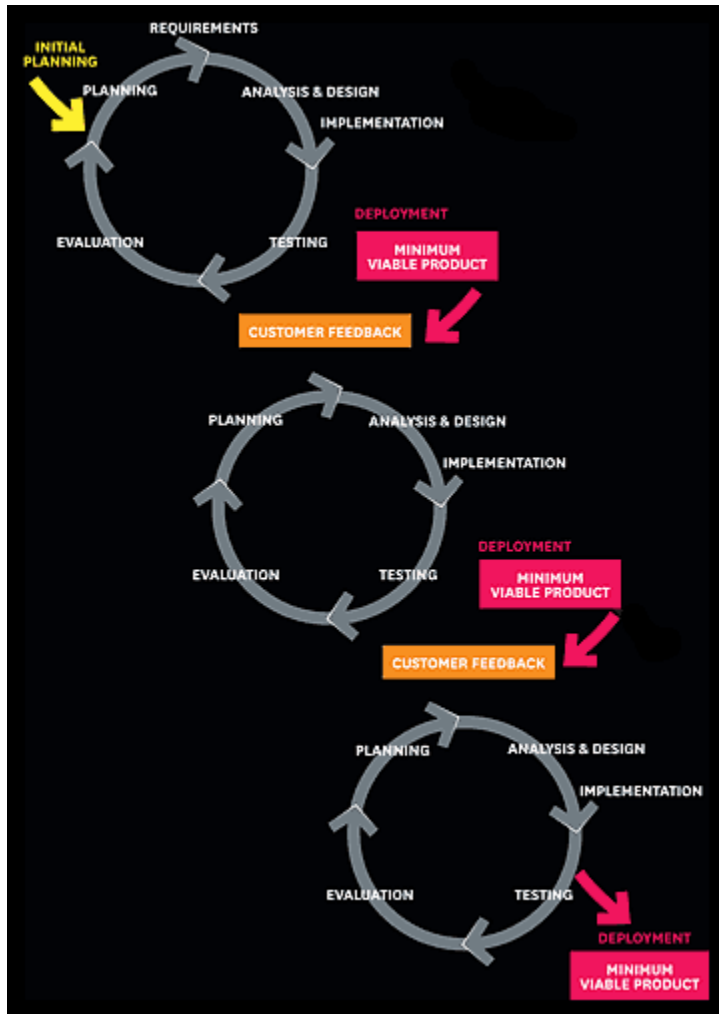 REQUIREMENTS
INITIAL
PLANNING
PLANNING
ANALYSIS & DESIGN
IMPLEMENTATION
DEPLOYMENT
EVALUATION
TESTING
MINIMUM
VIABLE PRODUCT
CUSTOMER FEEDBACK
PLANNING
ANALYSIS & DESIGN
IMPLEMENTATION
DEPLOYMENT
EVALUATION
TESTING
MINIMUM
VIABLE PRODUCT
CUSTOMER FEEDBACK
PLANNING
ANALYSIS & DESIGN
IMPLEMENTATION
EVALUATION
TESTING
DEPLOYMENT
MINIMUM
VIABLE PRODUCT